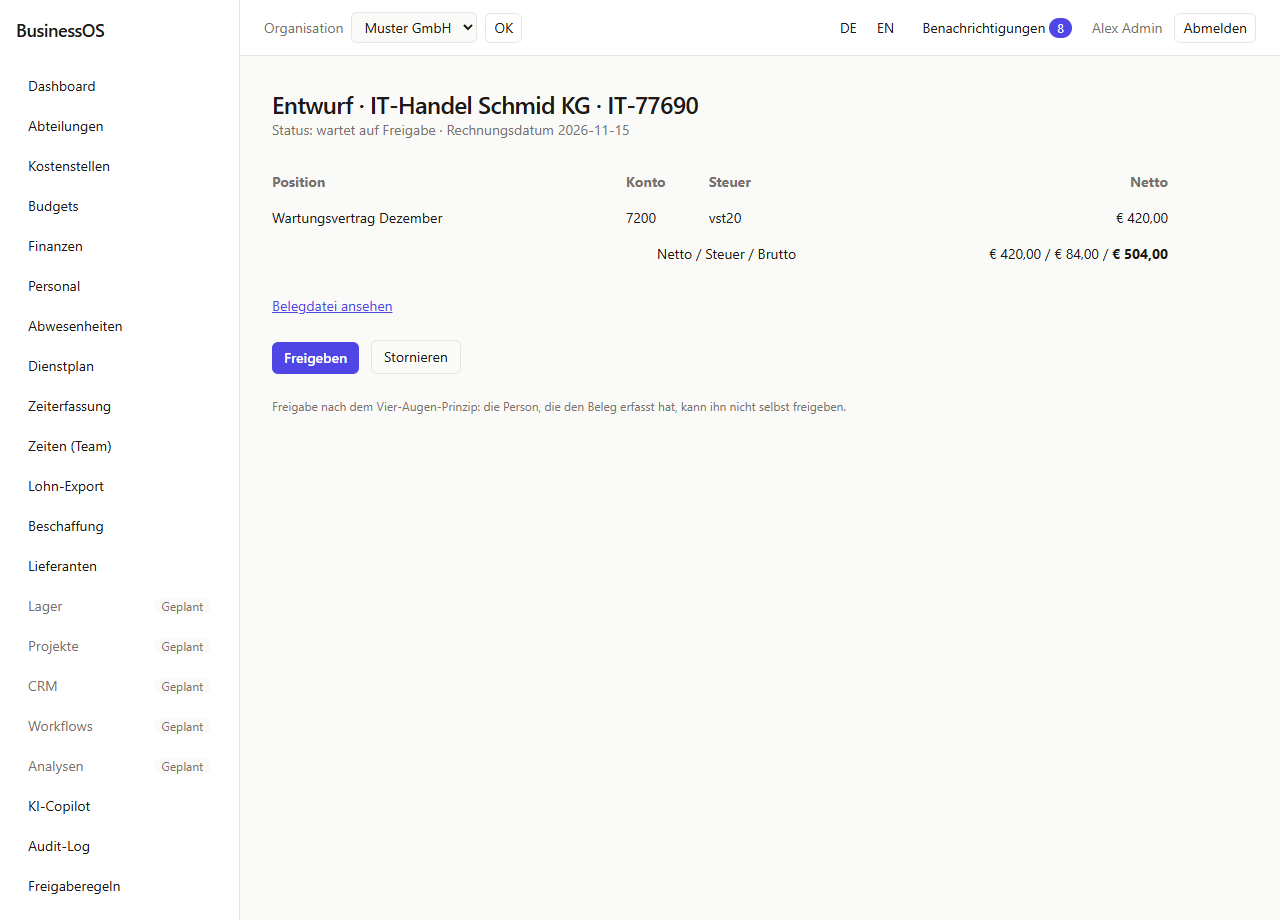 BusinessOS
Organisation Muster GmbH OK DE EN Benachrichtigungen 8 Alex Admin Abmelden
Dashboard
Abteilungen
Kostenstellen
Budgets
Finanzen
Personal
Abwesenheiten
Dienstplan
Zeiterfassung
Zeiten (Team)
Lohn-Export
Beschaffung
Lieferanten
Lager Geplant
Projekte Geplant
CRM Geplant
Workflows Geplant
Analysen Geplant
KI-Copilot
Audit-Log
Freigaberegeln
Entwurf · IT-Handel Schmid KG · IT-77690
Status: wartet auf Freigabe · Rechnungsdatum 2026-11-15
Position Konto Steuer Netto
Wartungsvertrag Dezember 7200 vst20 € 420,00
Netto / Steuer / Brutto € 420,00 / € 84,00 / € 504,00
Belegdatei ansehen
Freigeben Stornieren
Freigabe nach dem Vier-Augen-Prinzip: die Person, die den Beleg erfasst hat, kann ihn nicht selbst freigeben.